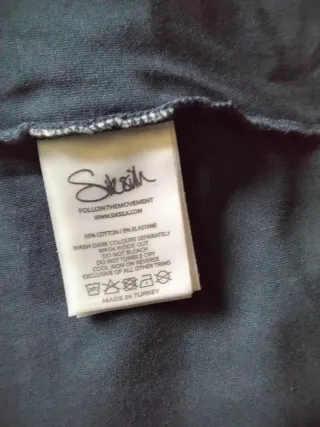 SikSilk
FOLLOWTHEMOVEMENT
WWW.SIKSILK.COM
95% COTTON / 5% ELASTANE
WASH DARK COLOURS SEPARATELY
WASH INSIDE OUT
DO NOT BLEACH
DO NOT TUMBLE DRY
COOL IRON ON REVERSE
EXCLUSIVE OF ALL OTHER TRIMS
MADE IN TURKEY